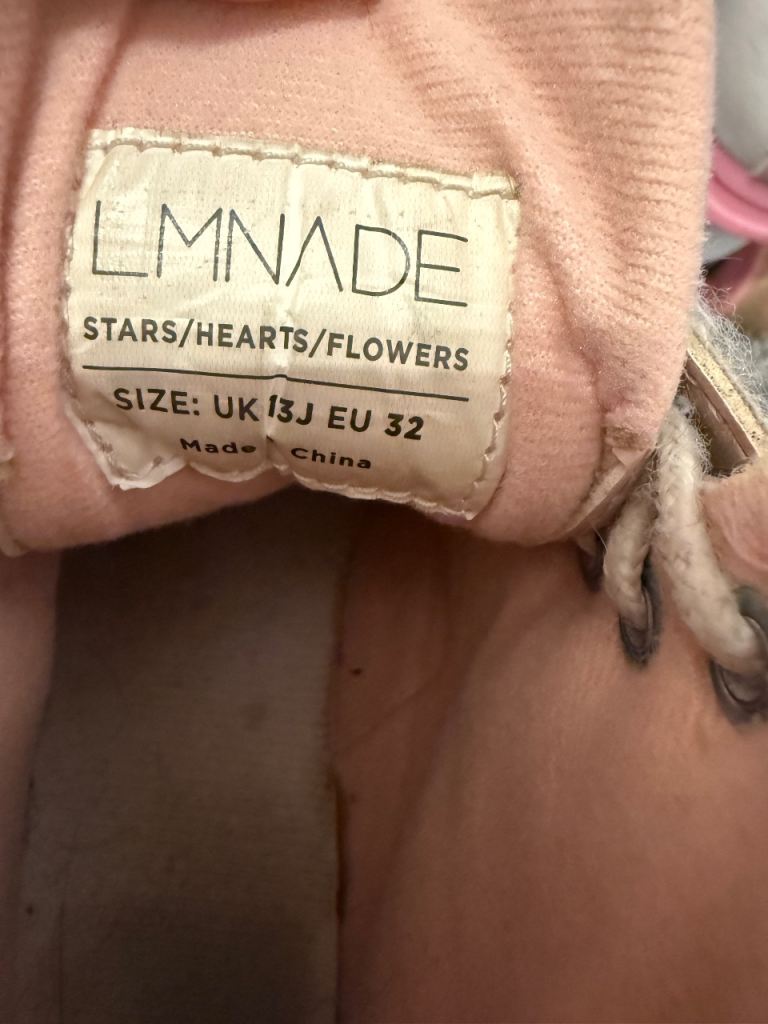 LMNADE
STARS/HEARTS/FLOWERS
SIZE: UK 13J EU 32
Made China